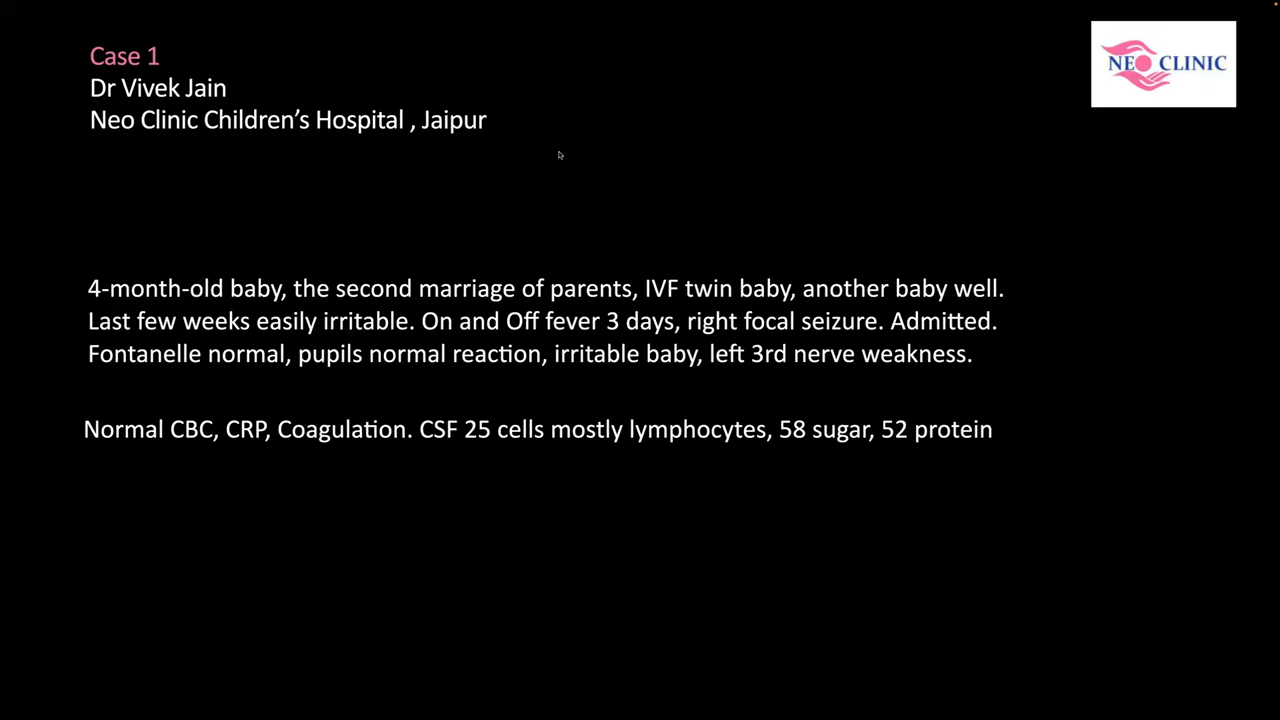 Case 1
Dr Vivek Jain
Neo Clinic Children’s Hospital , Jaipur
NEO CLINIC
4-month-old baby, the second marriage of parents, IVF twin baby, another baby well.
Last few weeks easily irritable. On and Off fever 3 days, right focal seizure. Admitted.
Fontanelle normal, pupils normal reaction, irritable baby, left 3rd nerve weakness.
Normal CBC, CRP, Coagulation. CSF 25 cells mostly lymphocytes, 58 sugar, 52 protein